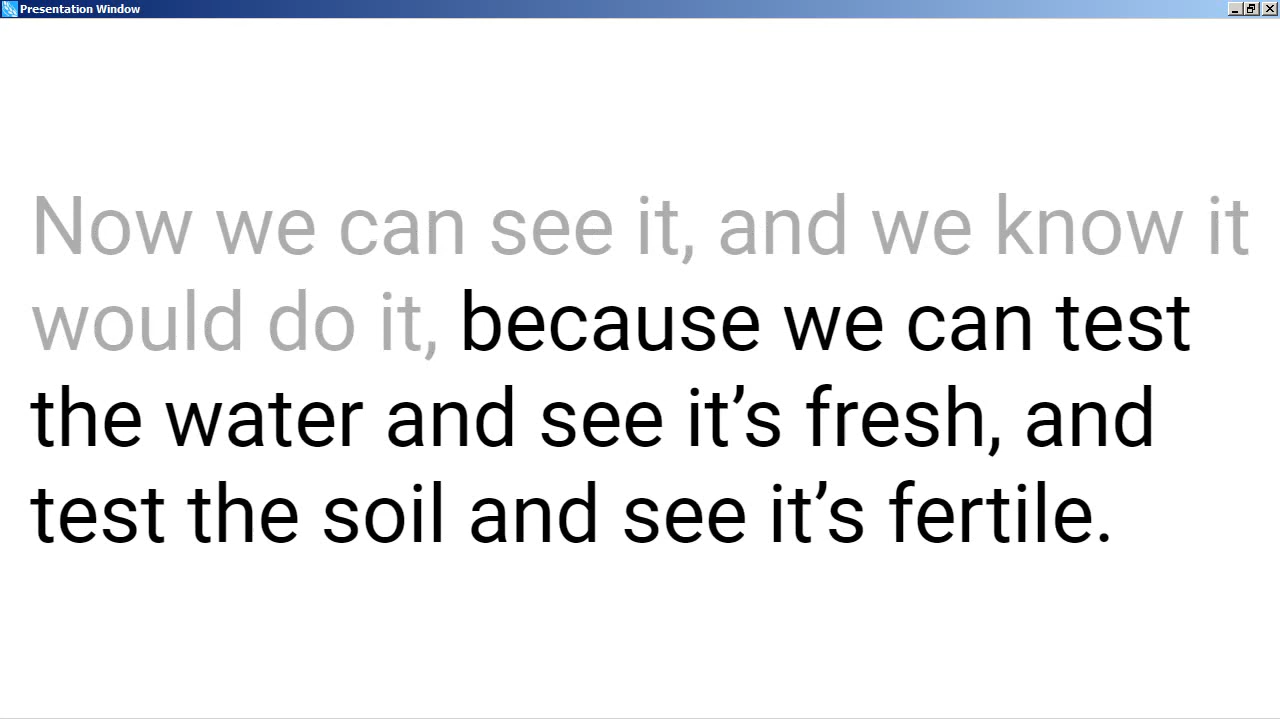 Presentation Window
Now we can see it, and we know it
would do it, because we can test
the water and see it’s fresh, and
test the soil and see it’s fertile.